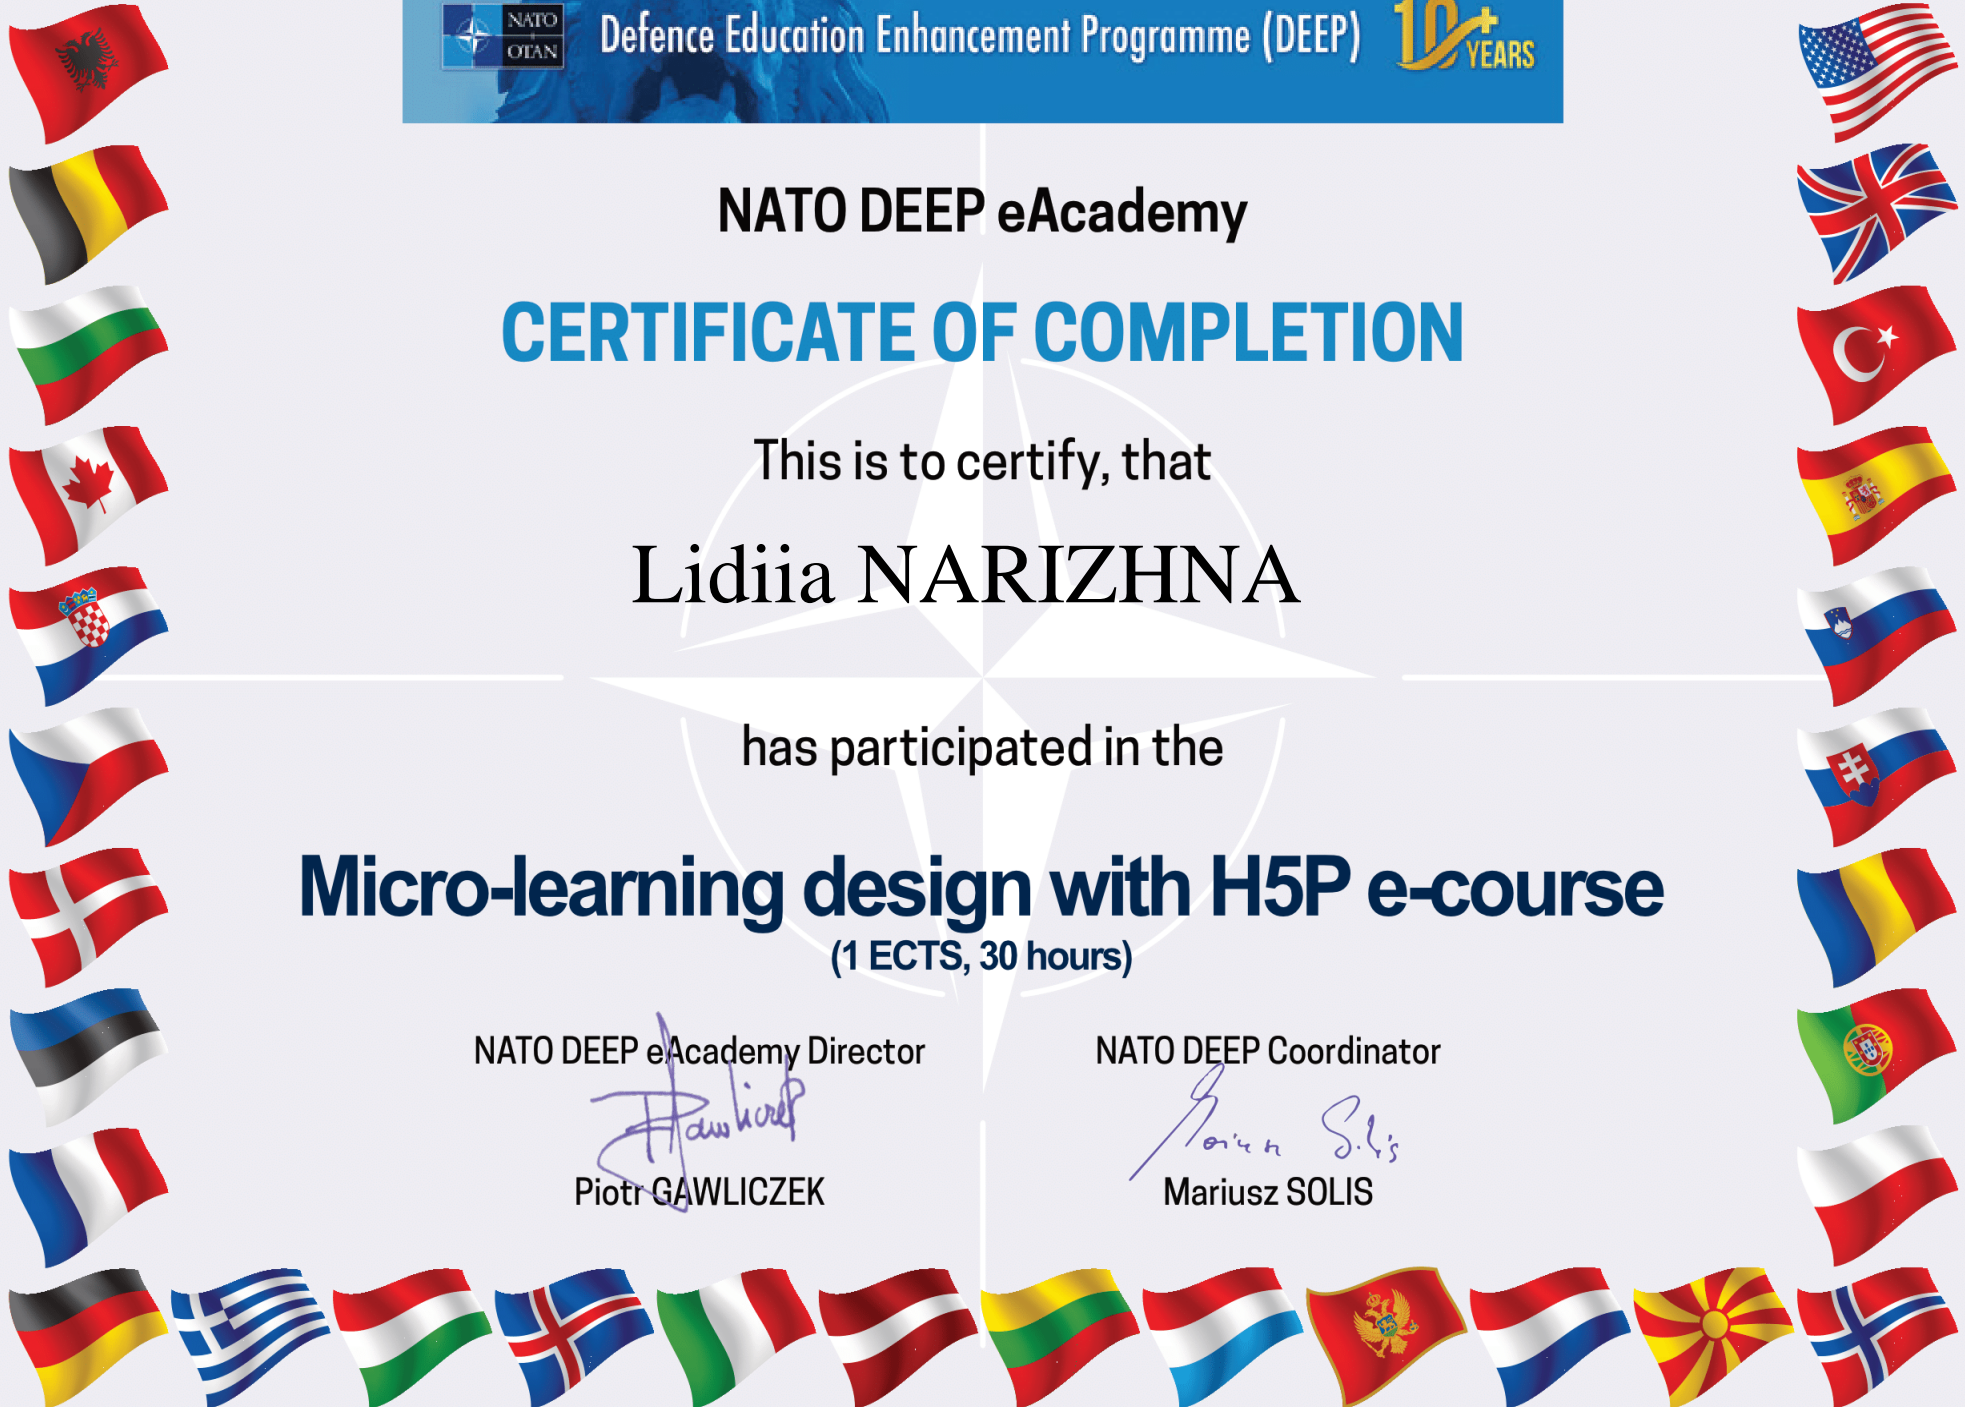 NATO
OTAN
Defence Education Enhancement Programme (DEEP)
10+ YEARS
NATO DEEP eAcademy
CERTIFICATE OF COMPLETION
This is to certify, that
Lidiia NARIZHNA
has participated in the
Micro-learning design with H5P e-course
(1 ECTS, 30 hours)
NATO DEEP eAcademy Director
NATO DEEP Coordinator
Piotr GAWLICZEK
Mariusz SOLIS